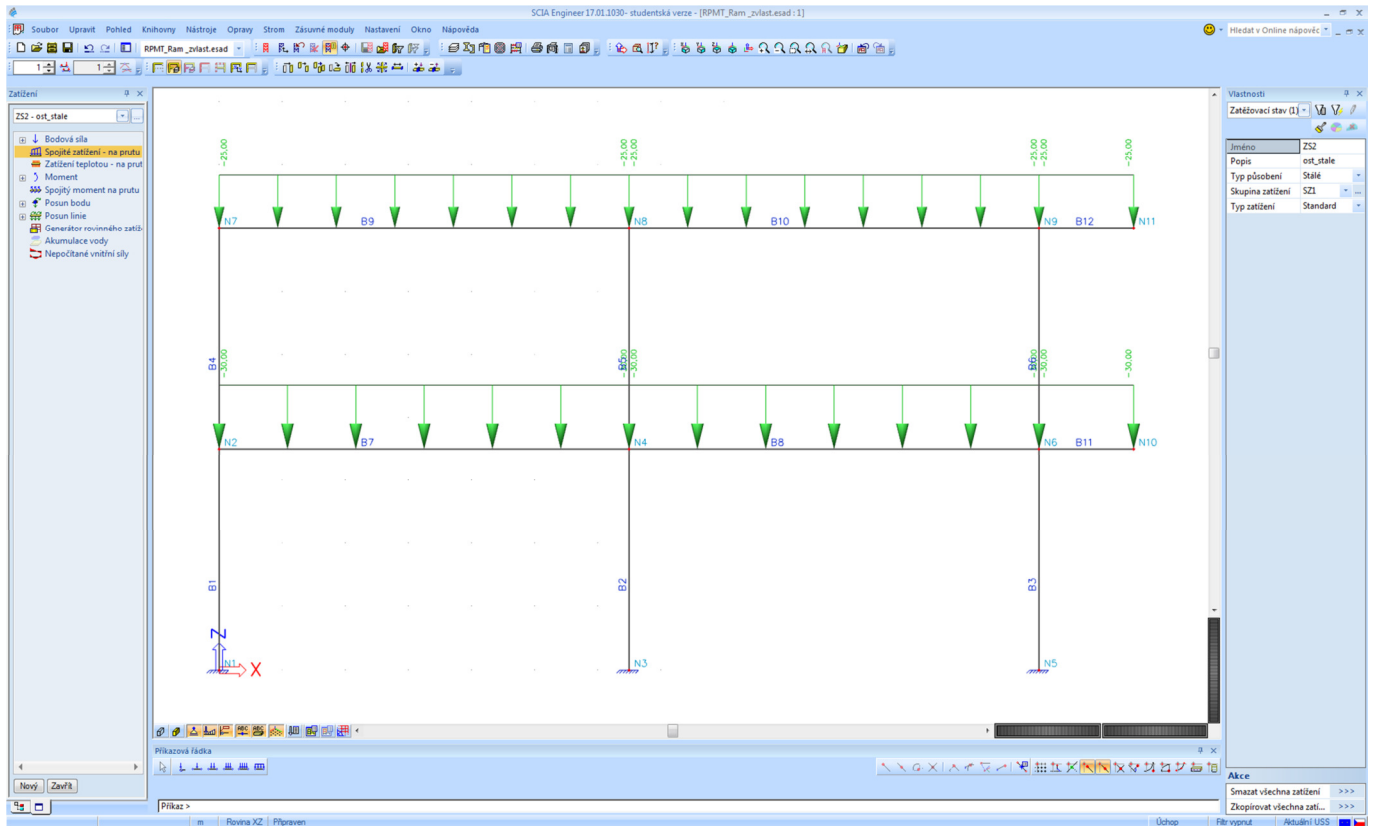 SCIA Engineer 17.01.1030- studentská verze - [RPMT_Ram _zvlast.esad : 1]
Soubor Upravit Pohled Knihovny Nástroje Opravy Strom Zásuvné moduly Nastavení Okno Nápověda
Hledat v Online nápověc
RPMT_Ram _zvlast.esad
1 1
Zatížení
ZS2 - ost_stale
Bodová síla
Spojité zatížení - na prutu
Zatížení teplotou - na prut
Moment
Spojitý moment na prutu
Posun bodu
Posun linie
Generátor rovinného zatíž
Akumulace vody
Nepočítané vnitřní síly
Nový Zavřít
-25,00 -25,00 -25,00 -25,00 -25,00 -25,00
N7 B9 N8 B10 N9 B12 N11
B4 -30,00 B5 -30,00 -30,00 B6 -30,00 -30,00 -30,00
N2 B7 N4 B8 N6 B11 N10
B1 B2 B3
Z
N1 X N3 N5
Vlastnosti
Zatěžovací stav (1)
Jméno ZS2
Popis ost_stale
Typ působení Stálé
Skupina zatížení SZ1
Typ zatížení Standard
Akce
Smazat všechna zatížení >>>
Zkopírovat všechna zatí... >>>
Příkazová řádka
Příkaz >
m Rovina XZ Připraven Úchop Filtr vypnut Aktuální USS